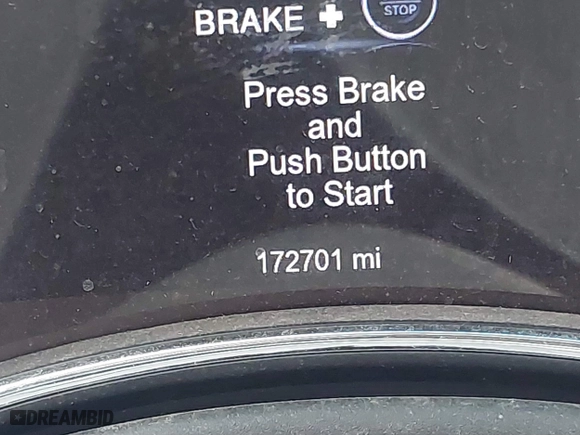 BRAKE +
STOP
Press Brake
and
Push Button
to Start
172701 mi
DREAMBID